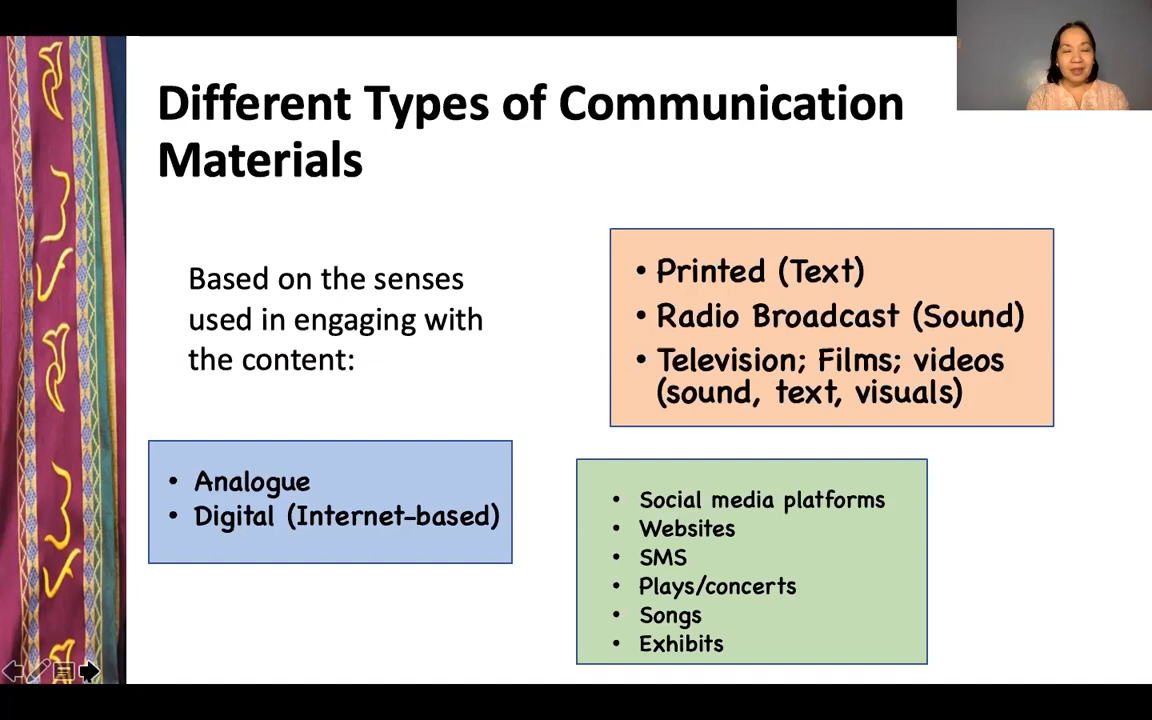 Different Types of Communication
Materials
Based on the senses
used in engaging with
the content:
• Printed (Text)
• Radio Broadcast (Sound)
• Television; Films; videos
(sound, text, visuals)
• Analogue
• Digital (Internet-based)
• Social media platforms
• Websites
• SMS
• Plays/concerts
• Songs
• Exhibits